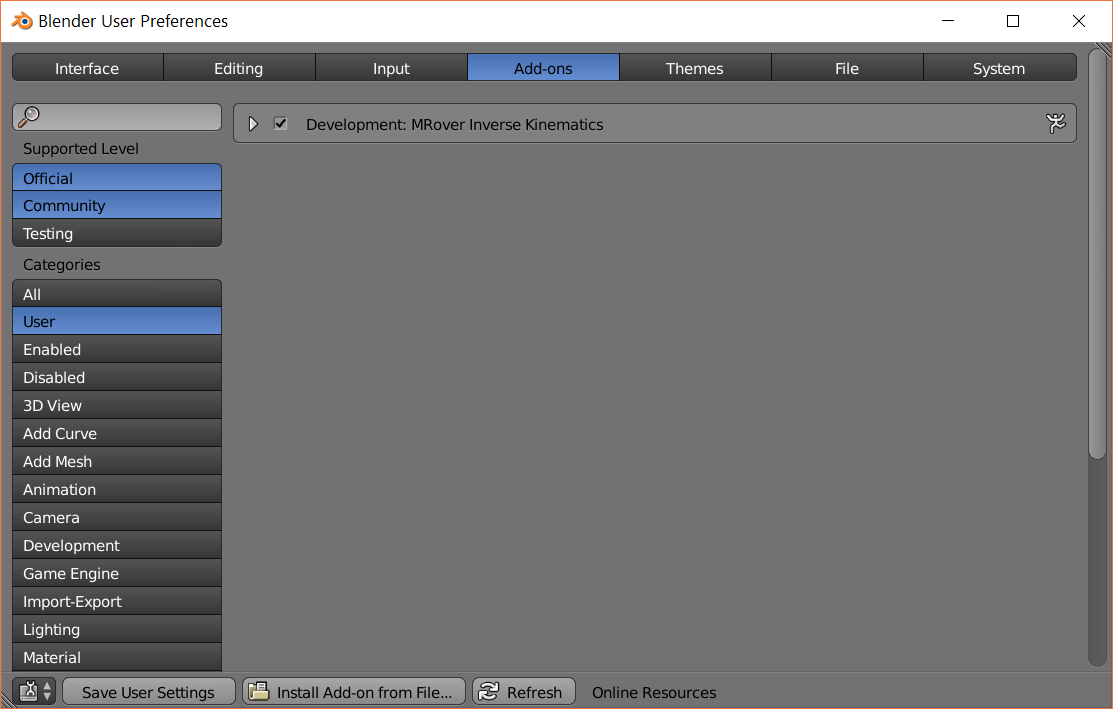 Blender User Preferences
Interface Editing Input Add-ons Themes File System
Development: MRover Inverse Kinematics
Supported Level
Official
Community
Testing
Categories
All
User
Enabled
Disabled
3D View
Add Curve
Add Mesh
Animation
Camera
Development
Game Engine
Import-Export
Lighting
Material
Save User Settings Install Add-on from File... Refresh Online Resources